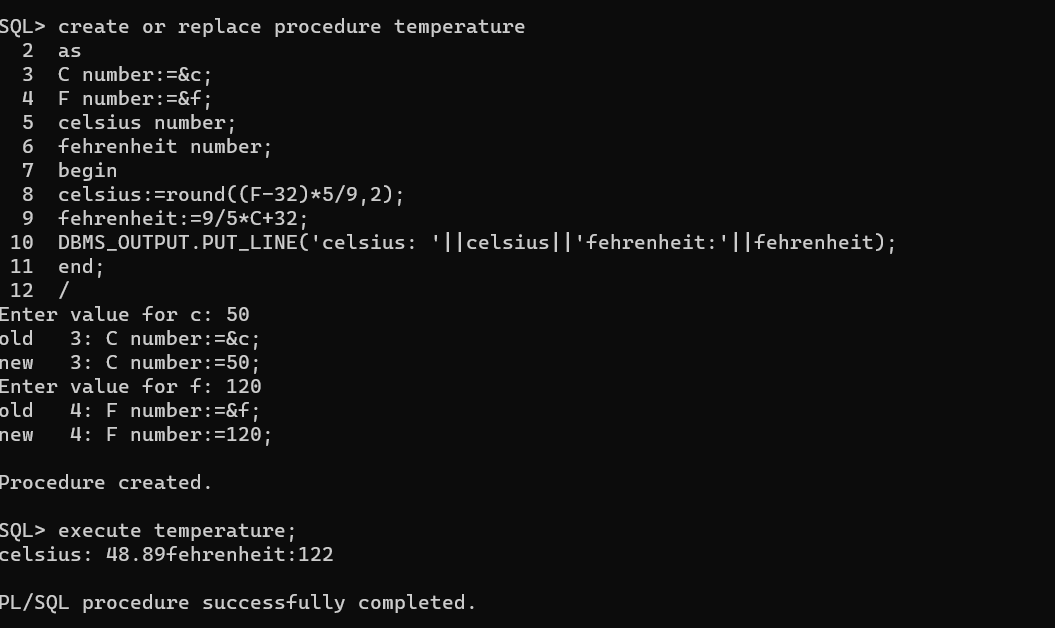 SQL> create or replace procedure temperature
  2  as
  3  C number:=&c;
  4  F number:=&f;
  5  celsius number;
  6  fehrenheit number;
  7  begin
  8  celsius:=round((F-32)*5/9,2);
  9  fehrenheit:=9/5*C+32;
 10  DBMS_OUTPUT.PUT_LINE('celsius: '||celsius||'fehrenheit:'||fehrenheit);
 11  end;
 12  /
Enter value for c: 50
old   3: C number:=&c;
new   3: C number:=50;
Enter value for f: 120
old   4: F number:=&f;
new   4: F number:=120;

Procedure created.

SQL> execute temperature;
celsius: 48.89fehrenheit:122

PL/SQL procedure successfully completed.